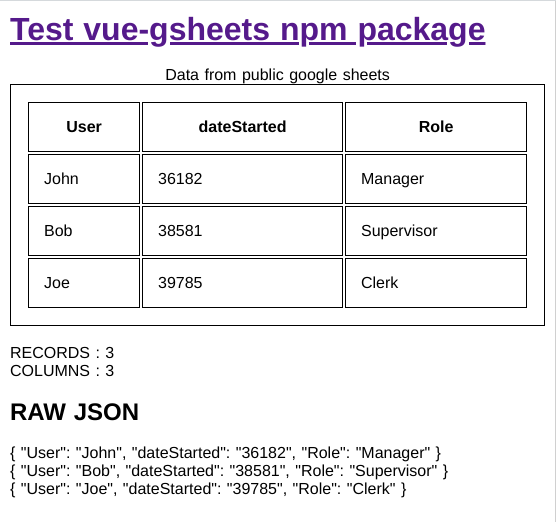 Test vue-gsheets npm package
Data from public google sheets
User dateStarted Role
John 36182 Manager
Bob 38581 Supervisor
Joe 39785 Clerk
RECORDS : 3
COLUMNS : 3
RAW JSON
{ "User": "John", "dateStarted": "36182", "Role": "Manager" }
{ "User": "Bob", "dateStarted": "38581", "Role": "Supervisor" }
{ "User": "Joe", "dateStarted": "39785", "Role": "Clerk" }